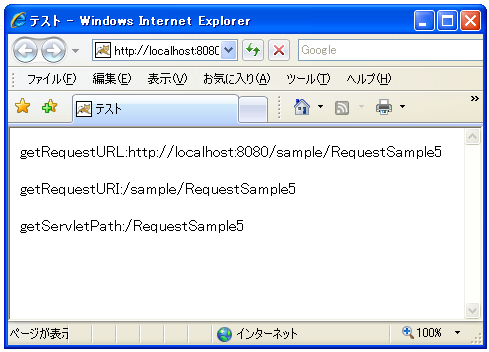 テスト - Windows Internet Explorer
http://localhost:8080
Google
ファイル(F) 編集(E) 表示(V) お気に入り(A) ツール(T) ヘルプ(H)
テスト
getRequestURL:http://localhost:8080/sample/RequestSample5
getRequestURI:/sample/RequestSample5
getServletPath:/RequestSample5
ページが表示 インターネット 100%